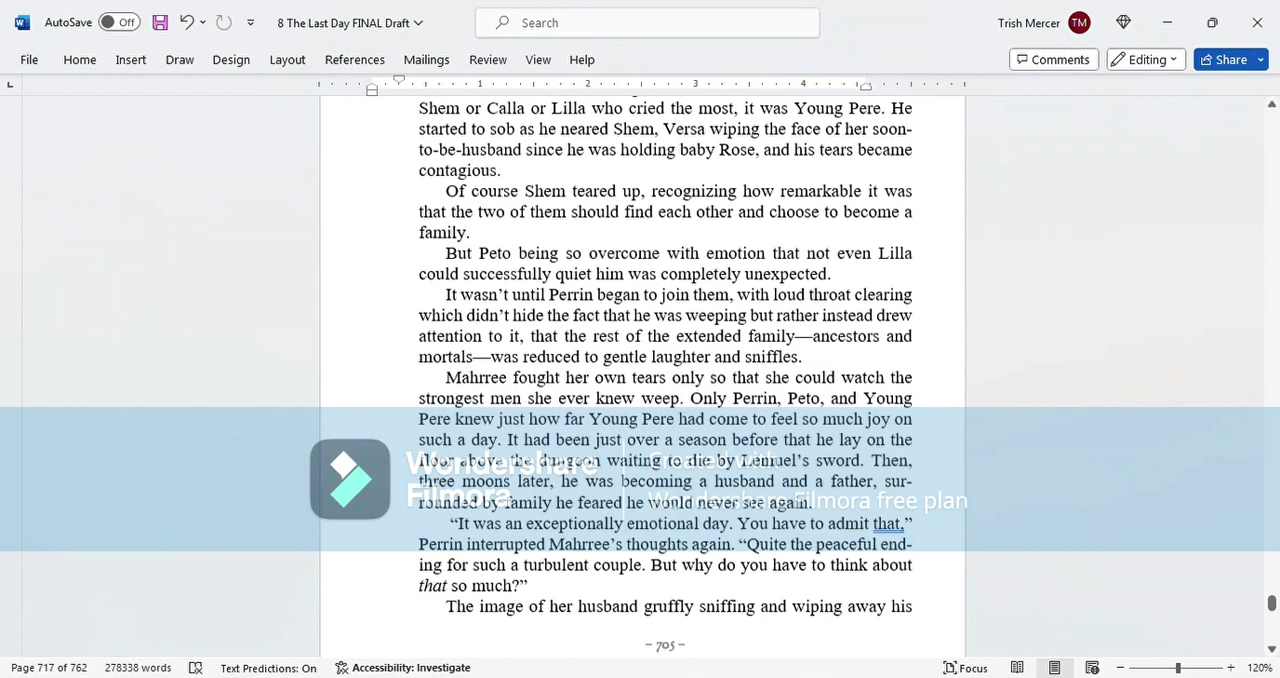 AutoSave Off 8 The Last Day FINAL Draft Search Trish Mercer TM
File Home Insert Draw Design Layout References Mailings Review View Help Comments Editing Share
1 2 3 4
Shem or Calla or Lilla who cried the most, it was Young Pere. He
started to sob as he neared Shem, Versa wiping the face of her soon-
to-be-husband since he was holding baby Rose, and his tears became
contagious.
Of course Shem teared up, recognizing how remarkable it was
that the two of them should find each other and choose to become a
family.
But Peto being so overcome with emotion that not even Lilla
could successfully quiet him was completely unexpected.
It wasn’t until Perrin began to join them, with loud throat clearing
which didn’t hide the fact that he was weeping but rather instead drew
attention to it, that the rest of the extended family—ancestors and
mortals—was reduced to gentle laughter and sniffles.
Mahrree fought her own tears only so that she could watch the
strongest men she ever knew weep. Only Perrin, Peto, and Young
Pere knew just how far Young Pere had come to feel so much joy on
such a day. It had been just over a season before that he lay on the
floor above the dungeon waiting to die by Lemuel’s sword. Then,
three moons later, he was becoming a husband and a father, sur-
rounded by family he feared he would never see again.
“It was an exceptionally emotional day. You have to admit that,”
Perrin interrupted Mahrree’s thoughts again. “Quite the peaceful end-
ing for such a turbulent couple. But why do you have to think about
that so much?”
The image of her husband gruffly sniffing and wiping away his
– 705 –
Wondershare
Filmora
Created with
Wondershare Filmora free plan
Page 717 of 762 278338 words Text Predictions: On Accessibility: Investigate Focus 120%